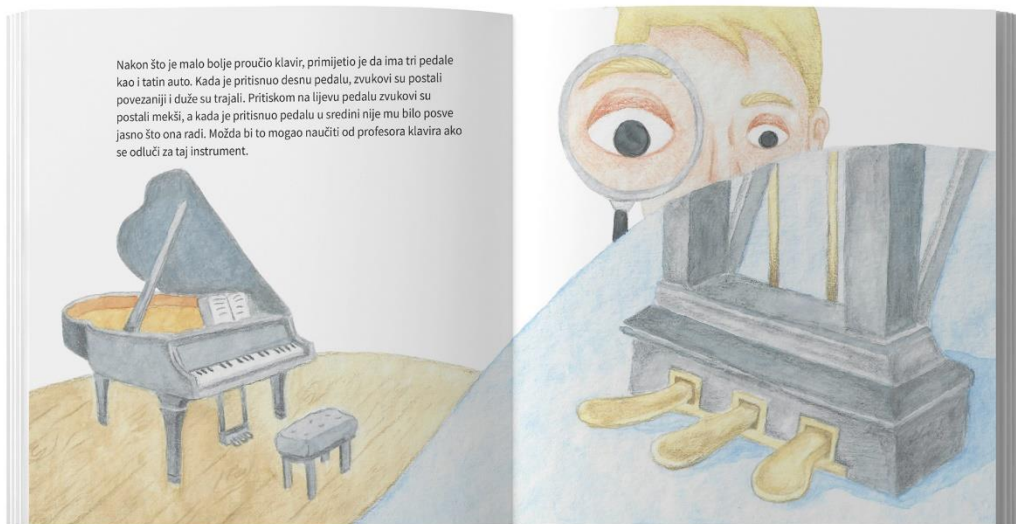 Nakon što je malo bolje proučio klavir, primijetio je da ima tri pedale
kao i tatin auto. Kada je pritisnuo desnu pedalu, zvukovi su postali
povezaniji i duže su trajali. Pritiskom na lijevu pedalu zvukovi su
postali mekši, a kada je pritisnuo pedalu u sredini nije mu bilo posve
jasno što ona radi. Možda bi to mogao naučiti od profesora klavira ako
se odluči za taj instrument.